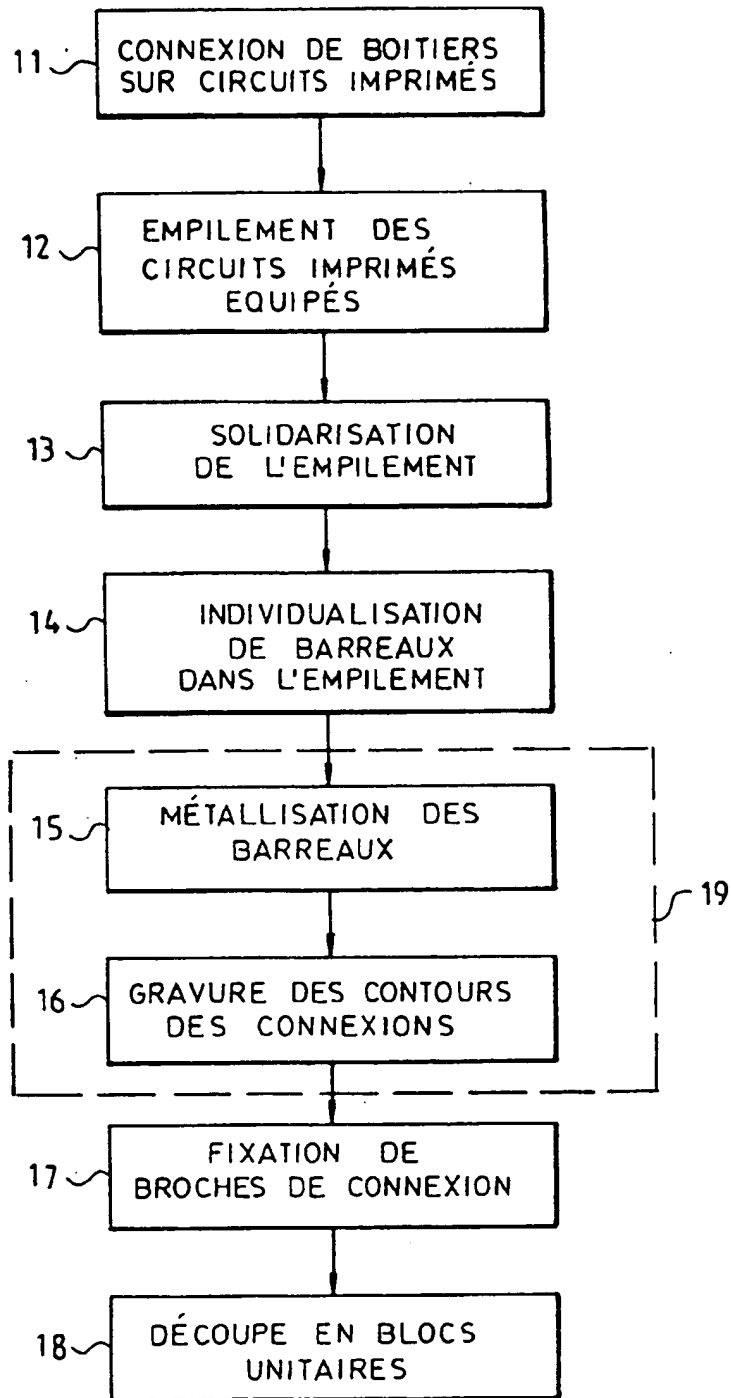 11
CONNEXION DE BOITIERS
SUR CIRCUITS IMPRIMÉS
12
EMPILEMENT DES
CIRCUITS IMPRIMÉS
EQUIPÉS
13
SOLIDARISATION
DE L'EMPILEMENT
14
INDIVIDUALISATION
DE BARREAUX
DANS L'EMPILEMENT
15
MÉTALLISATION DES
BARREAUX
19
16
GRAVURE DES CONTOURS
DES CONNEXIONS
17
FIXATION DE
BROCHES DE CONNEXION
18
DÉCOUPE EN BLOCS
UNITAIRES